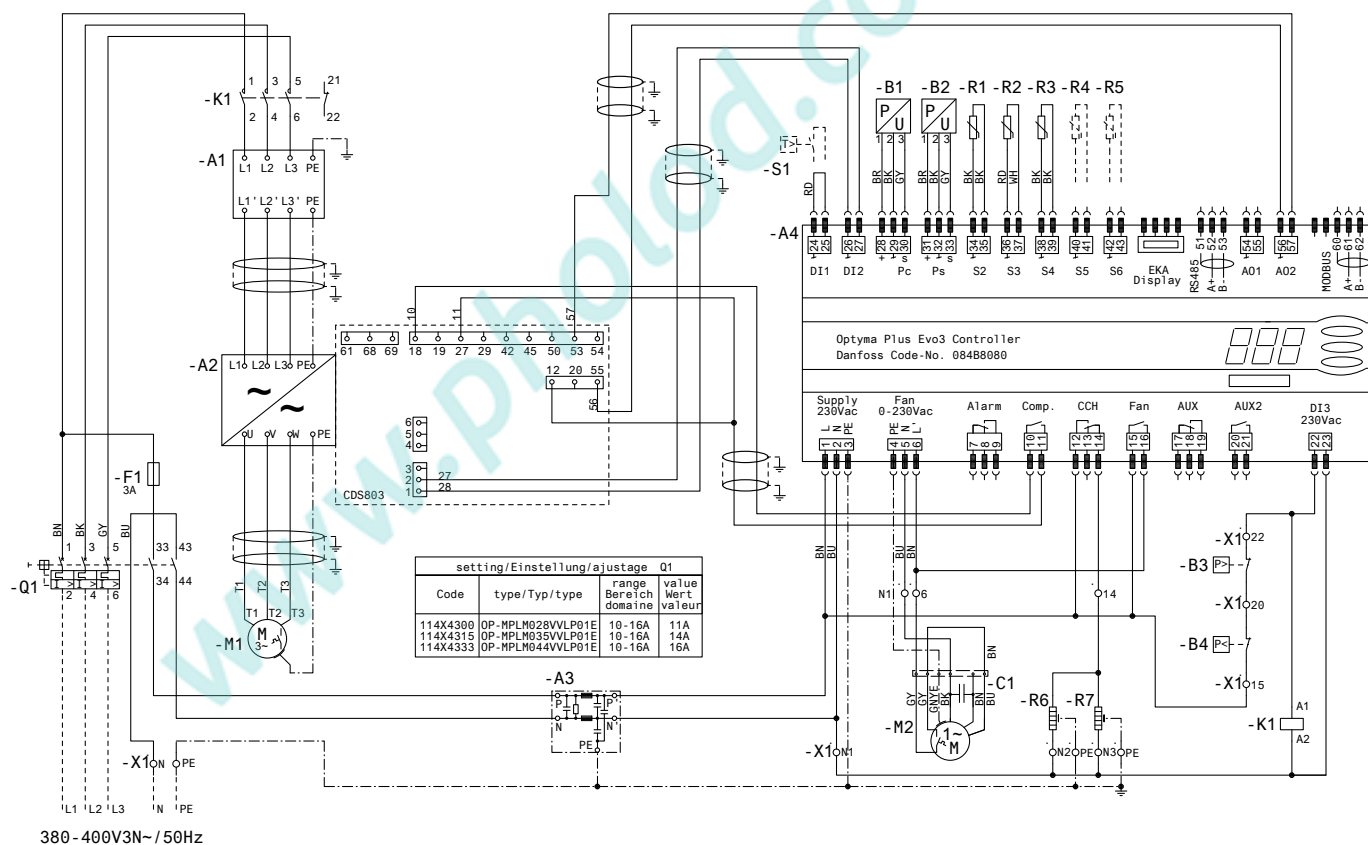 www.pholod.co
1 3 5 21
-K1
2 4 6 22
-A1
L1 L2 L3 PE
L1' L2' L3' PE
-A2
L1 L2 L3 PE
~
~
U V W PE
T1 T2 T3
T1 T2 T3
-M1
M
3~
-F1
3A
BN BK GY BU
1 3 5 33 43
-Q1
I> I> I>
2 4 6 34 44
-X1 N PE
L1 L2 L3 N PE
380-400V3N~/50Hz
10 11 57
61 68 69 18 19 27 29 42 45 50 53 54
12 20 55
56
6
5
4
3
2 27
1 28
CDS803
setting/Einstellung/ajustage Q1
Code type/Typ/type range Bereich domaine value Wert valeur
114X4300 OP-MPLM028VVLP01E 10-16A 11A
114X4315 OP-MPLM035VVLP01E 10-16A 14A
114X4333 OP-MPLM044VVLP01E 10-16A 16A
-A3
P P'
N N'
PE
-B1 -B2 -R1 -R2 -R3 -R4 -R5
P U P U
1 2 3 1 2 3
-S1
T>
RD BR BK GY BR BK GY BK BK RD WH BK BK
-A4
24 25 26 27 28 29 30 31 32 33 34 35 36 37 38 39 40 41 42 43 51 52 53 54 55 56 57 60 61 62
DI1 DI2 Pc Ps S2 S3 S4 S5 S6 EKA Display RS485 A+ B- AO1 AO2 MODBUS A+ B-
Optyma Plus Evo3 Controller
Danfoss Code-No. 084B8080
Supply 230Vac Fan 0-230Vac Alarm Comp. CCH Fan AUX AUX2 DI3 230Vac
L N PE PE N L'
1 2 3 4 5 6 7 8 9 10 11 12 13 14 15 16 17 18 19 20 21 22 23
BN BU BU BN
N1 6 14
-X1 22
-B3 P>
-X1 20
-B4 P<
-X1 15
BN
-C1
GY GY GNYE BK BN BU
-M2
1~
M
-R6 -R7
-K1 A1
A2
-X1 N1 N2 PE N3 PE